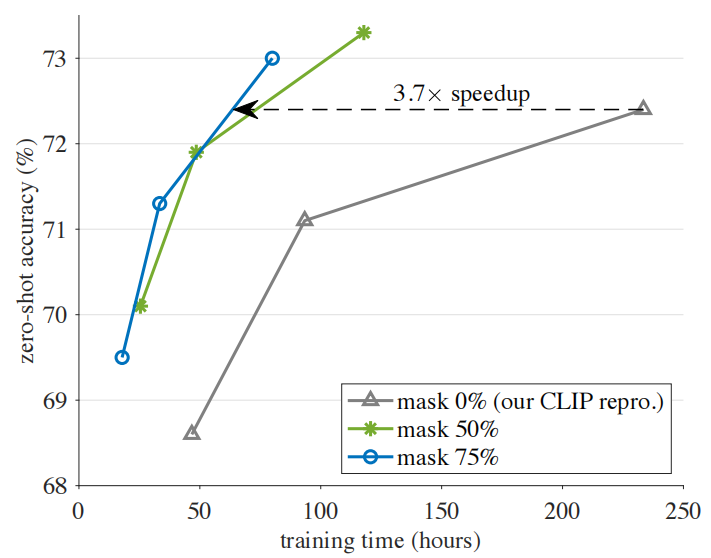 zero-shot accuracy (%)
73
72
71
70
69
68
3.7× speedup
mask 0% (our CLIP repro.)
mask 50%
mask 75%
0 50 100 150 200 250
training time (hours)